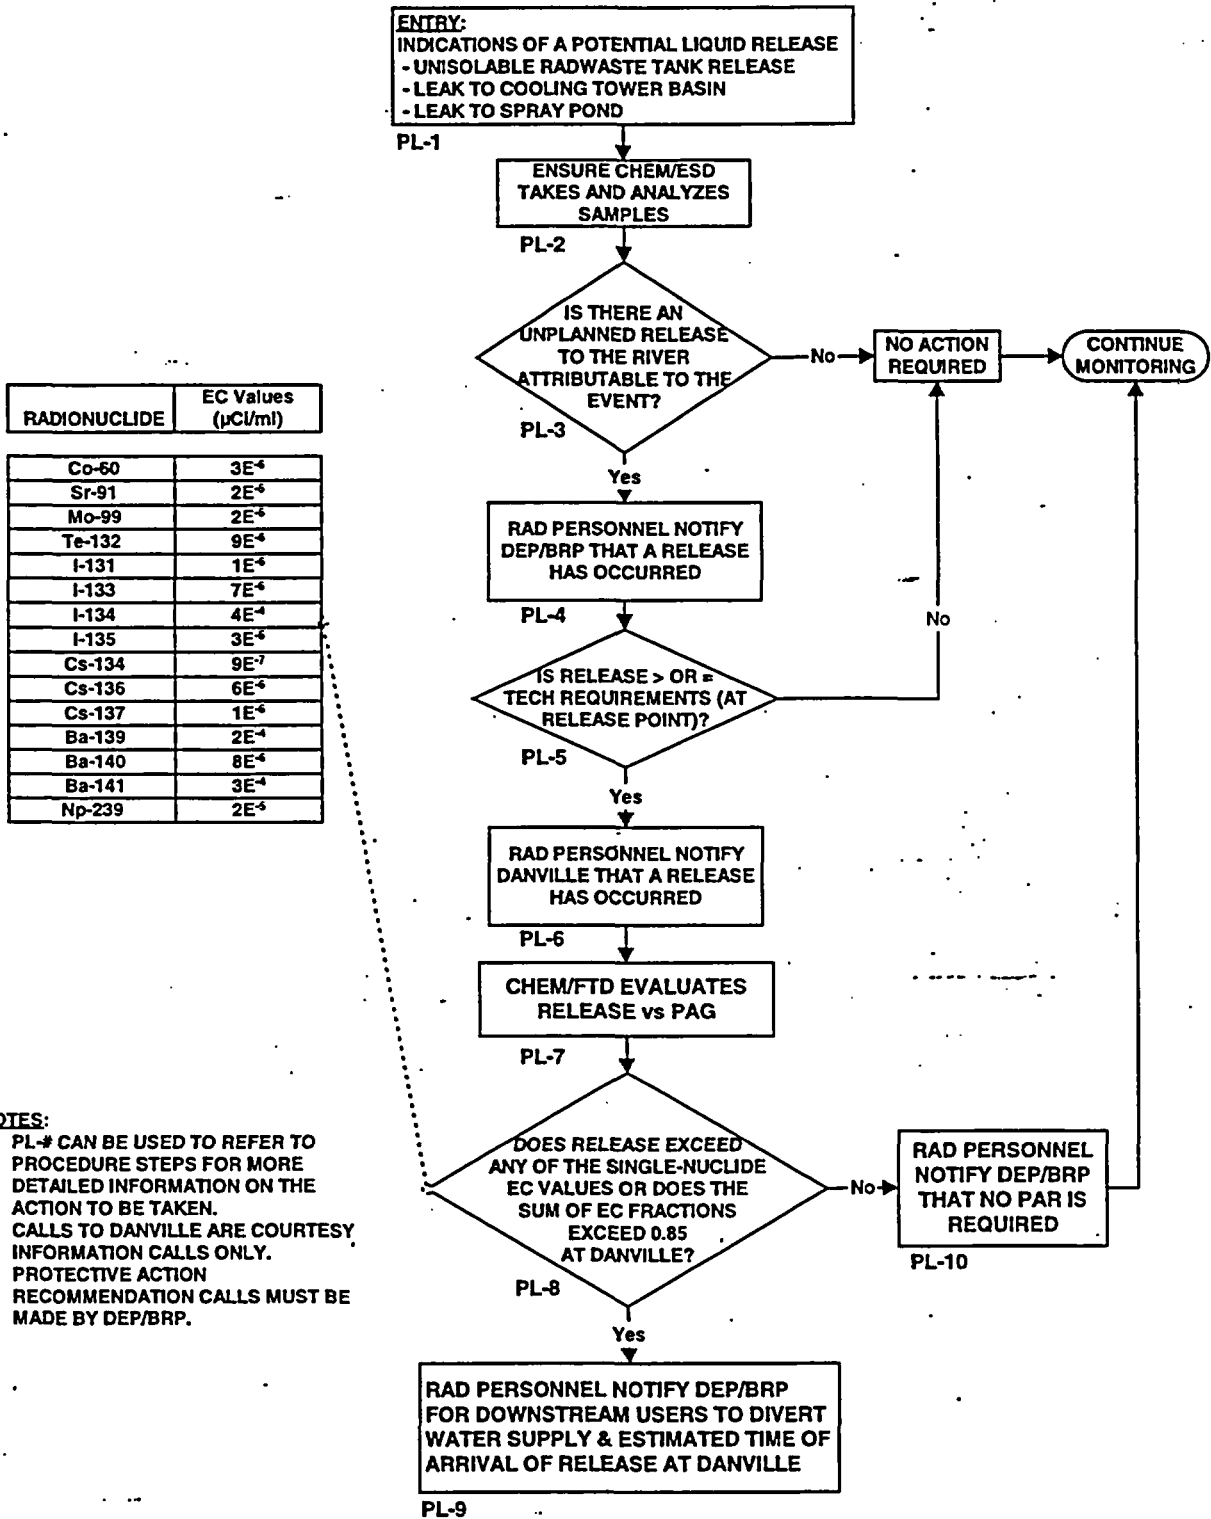 ENTRY:
INDICATIONS OF A POTENTIAL LIQUID RELEASE
- UNISOLABLE RADWASTE TANK RELEASE
- LEAK TO COOLING TOWER BASIN
- LEAK TO SPRAY POND
PL-1
ENSURE CHEM/ESD
TAKES AND ANALYZES
SAMPLES
PL-2
IS THERE AN
UNPLANNED RELEASE
TO THE RIVER
ATTRIBUTABLE TO THE
EVENT?
PL-3
No
NO ACTION
REQUIRED
CONTINUE
MONITORING
Yes
RAD PERSONNEL NOTIFY
DEP/BRP THAT A RELEASE
HAS OCCURRED
PL-4
IS RELEASE > OR =
TECH REQUIREMENTS (AT
RELEASE POINT)?
PL-5
No
Yes
RAD PERSONNEL NOTIFY
DANVILLE THAT A RELEASE
HAS OCCURRED
PL-6
CHEM/FTD EVALUATES
RELEASE vs PAG
PL-7
DOES RELEASE EXCEED
ANY OF THE SINGLE-NUCLIDE
EC VALUES OR DOES THE
SUM OF EC FRACTIONS
EXCEED 0.85
AT DANVILLE?
PL-8
No
RAD PERSONNEL
NOTIFY DEP/BRP
THAT NO PAR IS
REQUIRED
PL-10
Yes
RAD PERSONNEL NOTIFY DEP/BRP
FOR DOWNSTREAM USERS TO DIVERT
WATER SUPPLY & ESTIMATED TIME OF
ARRIVAL OF RELEASE AT DANVILLE
PL-9
RADIONUCLIDE EC Values (µCi/ml)
Co-60
Sr-91
Mo-99
Te-132
I-131
I-133
I-134 4E-4
I-135
Cs-134 9E-7
Cs-136
Cs-137
Ba-139 2E-4
Ba-140
Ba-141 3E-4
Np-239
OTES:
PL-# CAN BE USED TO REFER TO
PROCEDURE STEPS FOR MORE
DETAILED INFORMATION ON THE
ACTION TO BE TAKEN.
CALLS TO DANVILLE ARE COURTESY
INFORMATION CALLS ONLY.
PROTECTIVE ACTION
RECOMMENDATION CALLS MUST BE
MADE BY DEP/BRP.